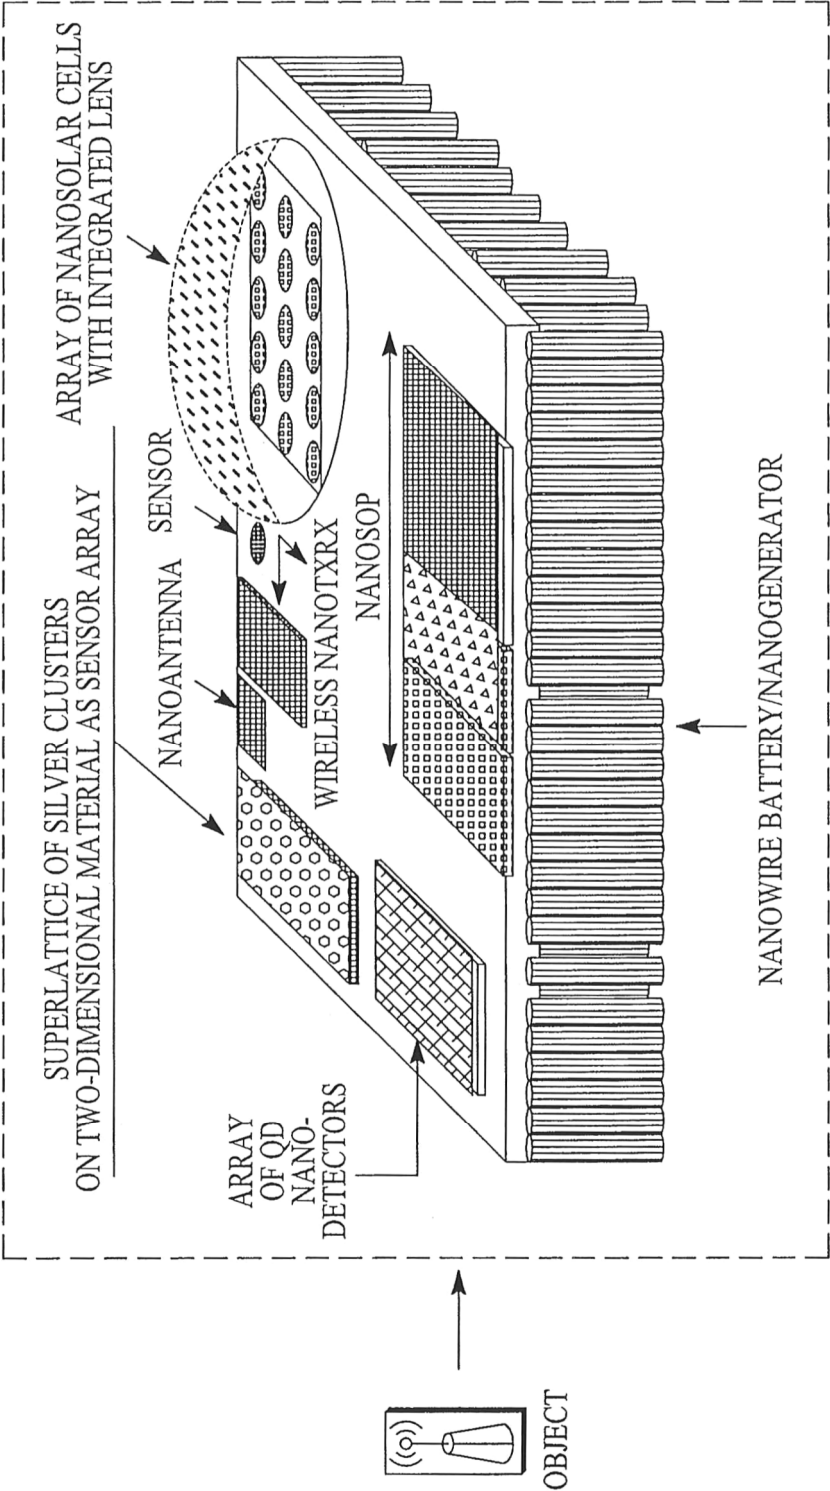 SUPERLATTICE OF SILVER CLUSTERS
ON TWO-DIMENSIONAL MATERIAL AS SENSOR ARRAY
ARRAY OF NANOSOLAR CELLS
WITH INTEGRATED LENS
NANOANTENNA
SENSOR
ARRAY
OF QD
NANO-
DETECTORS
WIRELESS NANOTXRX
NANOSOP
OBJECT
NANOWIRE BATTERY/NANOGENERATOR